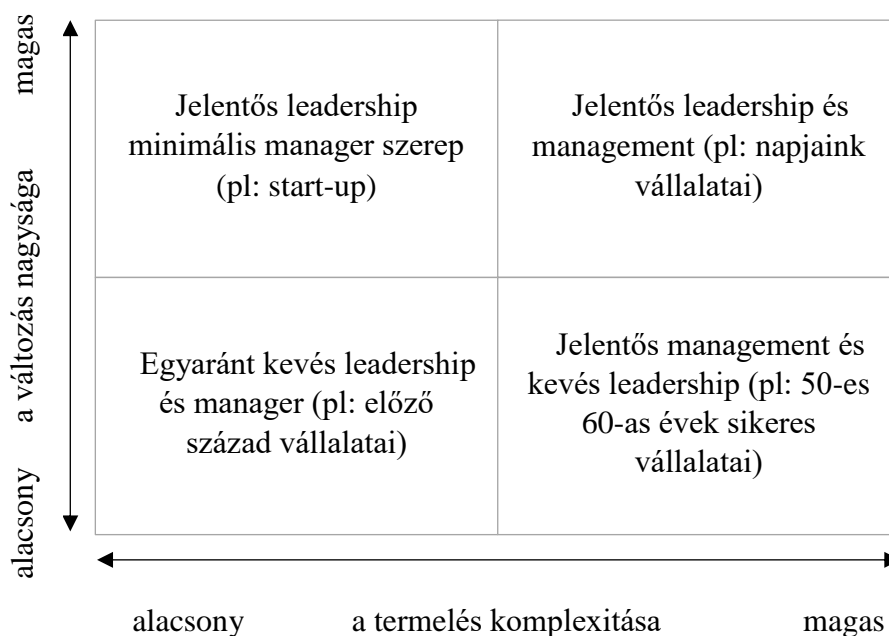 magas
a változás nagysága
alacsony
Jelentős leadership
minimális manager szerep
(pl: start-up)
Jelentős leadership és
management (pl: napjaink
vállalatai)
Egyaránt kevés leadership
és manager (pl: előző
század vállalatai)
Jelentős management és
kevés leadership (pl: 50-es
60-as évek sikeres
vállalatai)
alacsony a termelés komplexitása magas